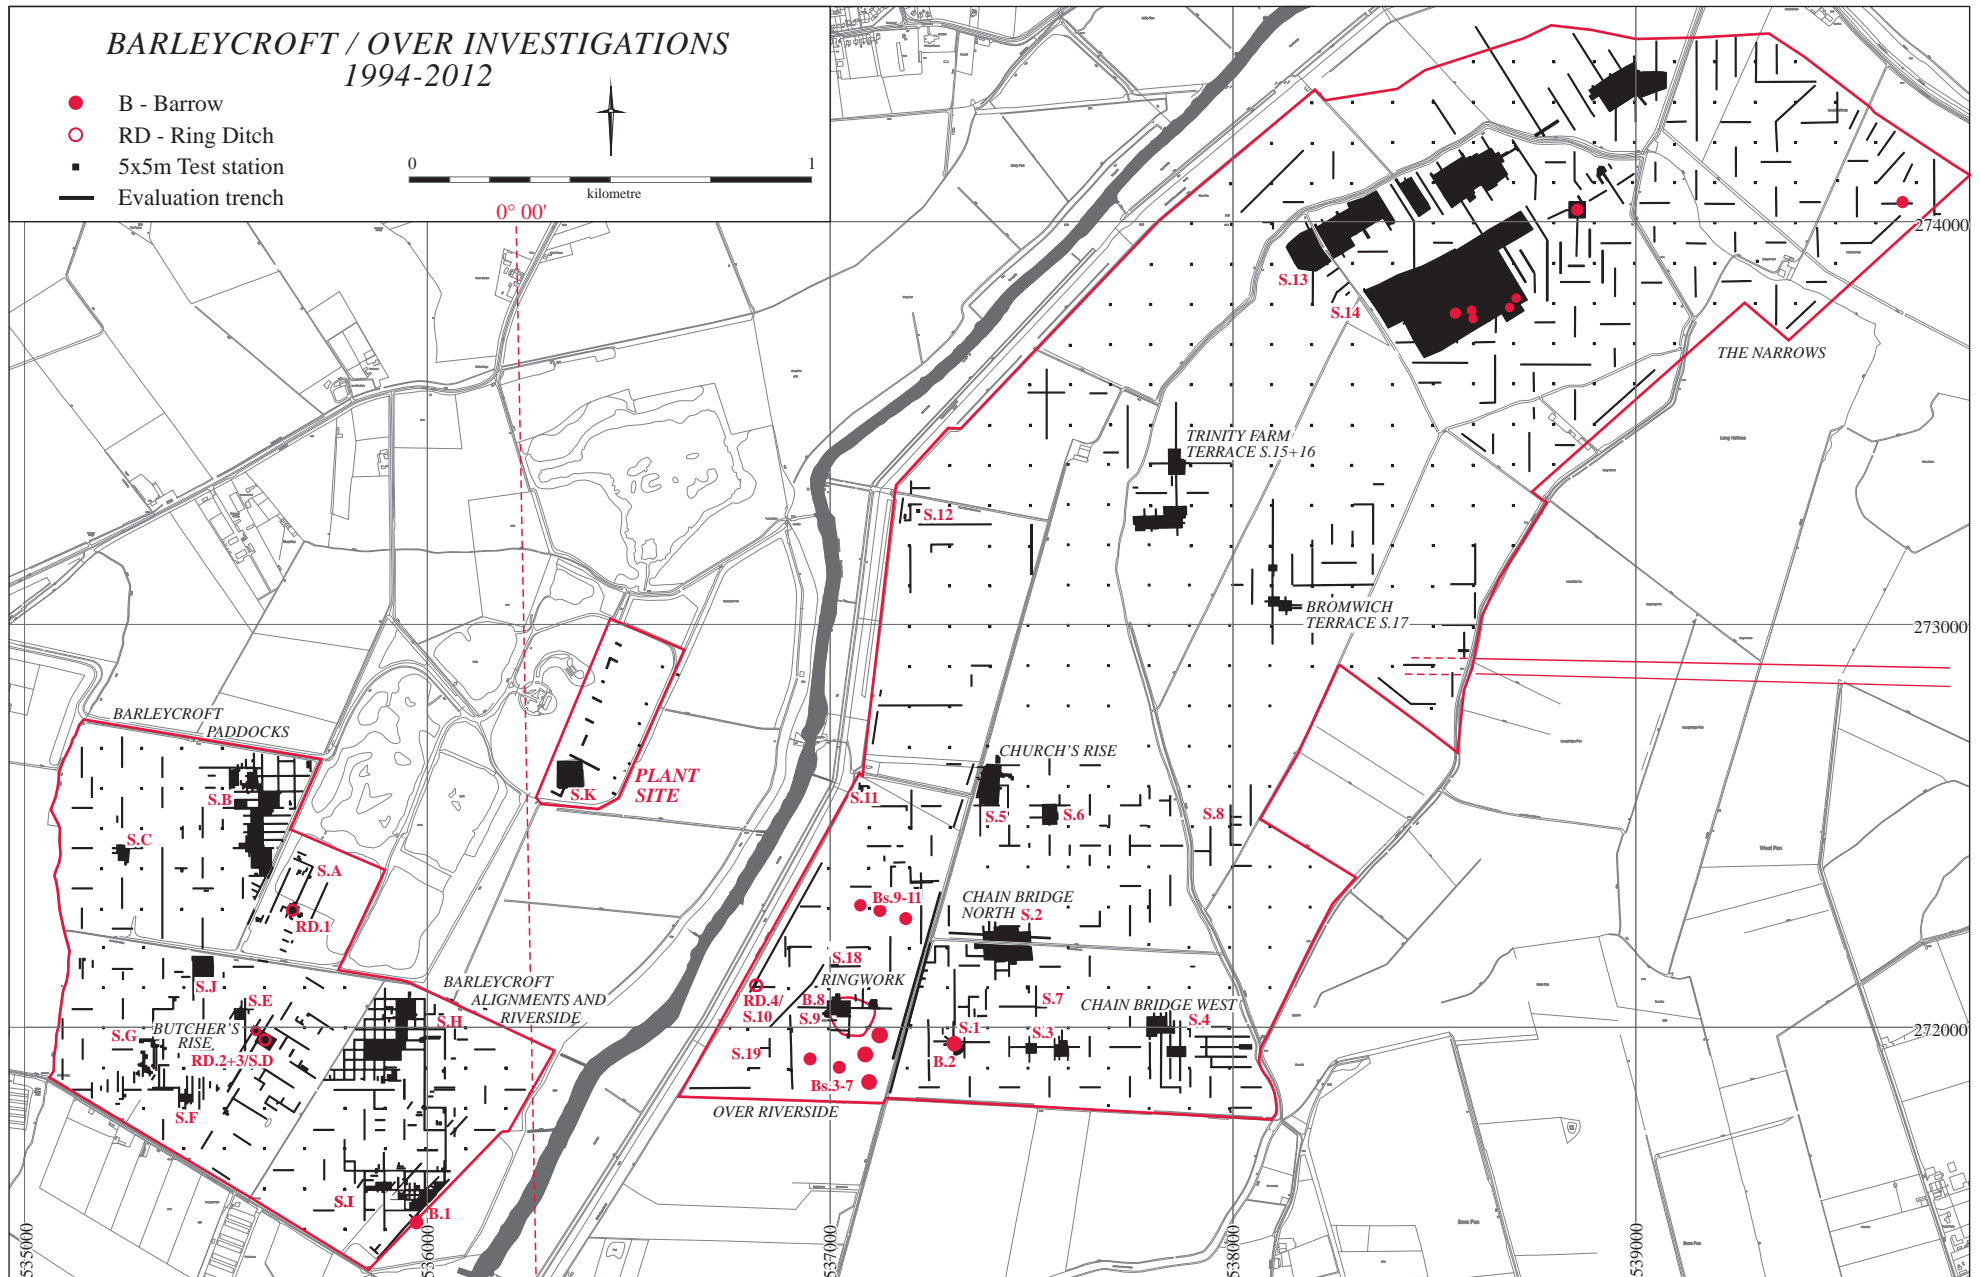 BARLEYCROFT / OVER INVESTIGATIONS
1994-2012
B - Barrow
RD - Ring Ditch
5x5m Test station
Evaluation trench
0
1
kilometre
0° 00'
274000
S.13
S.14
THE NARROWS
TRINITY FARM
TERRACE S.15+16
S.12
BROMWICH
TERRACE S.17
273000
BARLEYCROFT
PADDOCKS
CHURCH'S RISE
PLANT
SITE
S.K
S.11
S.B
S.5
S.6
S.8
S.C
S.A
Bs.9-11
CHAIN BRIDGE
NORTH
S.2
RD.1
S.18
S.J
BARLEYCROFT
ALIGNMENTS AND
RIVERSIDE
RINGWORK
RD.4/
S.10
B.8
S.9
S.7
CHAIN BRIDGE WEST
S.E
S.H
S.4
S.G
BUTCHER'S
RISE
S.1
S.3
272000
RD.2+3/S.D
S.19
B.2
Bs.3-7
S.F
OVER RIVERSIDE
S.I
B.1
535000
536000
537000
538000
539000